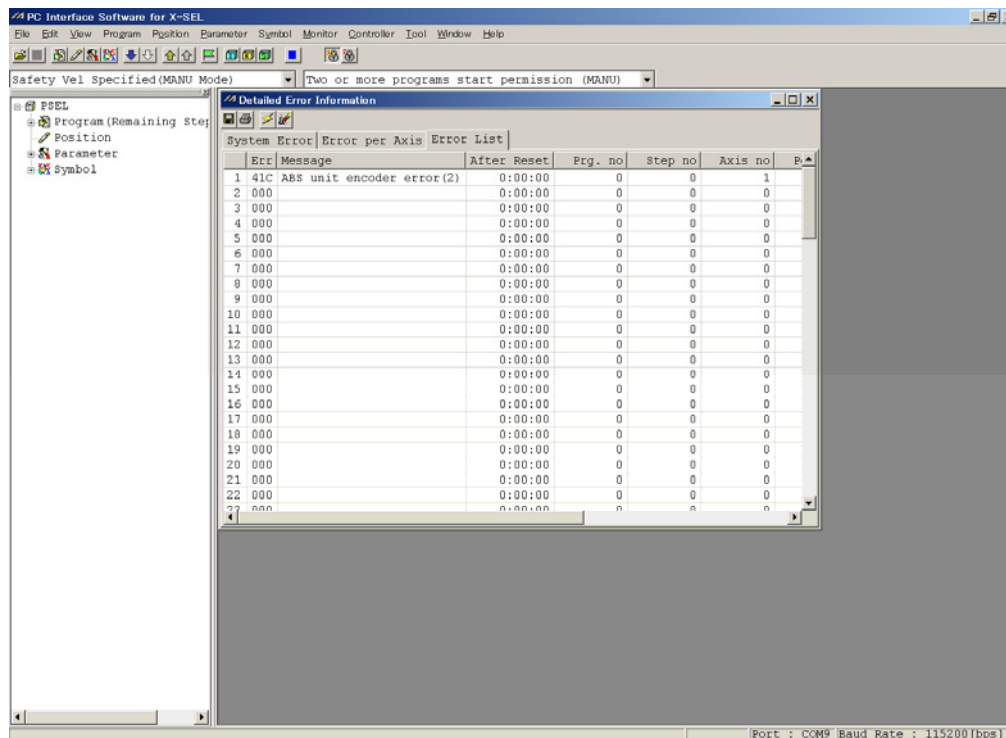 PC Interface Software for X-SEL
File Edit View Program Position Parameter Symbol Monitor Controller Tool Window Help
Safety Vel Specified(MANU Mode) Two or more programs start permission (MANU)
PSEL
Program(Remaining Step
Position
Parameter
Symbol
Detailed Error Information
System Error Error per Axis Error List
Err Message After Reset Prg. no Step no Axis no P
1 41C ABS unit encoder error(2) 0:00:00 0 0 1
2 000 0:00:00 0 0 0
3 000 0:00:00 0 0 0
4 000 0:00:00 0 0 0
5 000 0:00:00 0 0 0
6 000 0:00:00 0 0 0
7 000 0:00:00 0 0 0
8 000 0:00:00 0 0 0
9 000 0:00:00 0 0 0
10 000 0:00:00 0 0 0
11 000 0:00:00 0 0 0
12 000 0:00:00 0 0 0
13 000 0:00:00 0 0 0
14 000 0:00:00 0 0 0
15 000 0:00:00 0 0 0
16 000 0:00:00 0 0 0
17 000 0:00:00 0 0 0
18 000 0:00:00 0 0 0
19 000 0:00:00 0 0 0
20 000 0:00:00 0 0 0
21 000 0:00:00 0 0 0
22 000 0:00:00 0 0 0
23 000 0:00:00 0 0 0
Port : COM9 Baud Rate : 115200[bps]